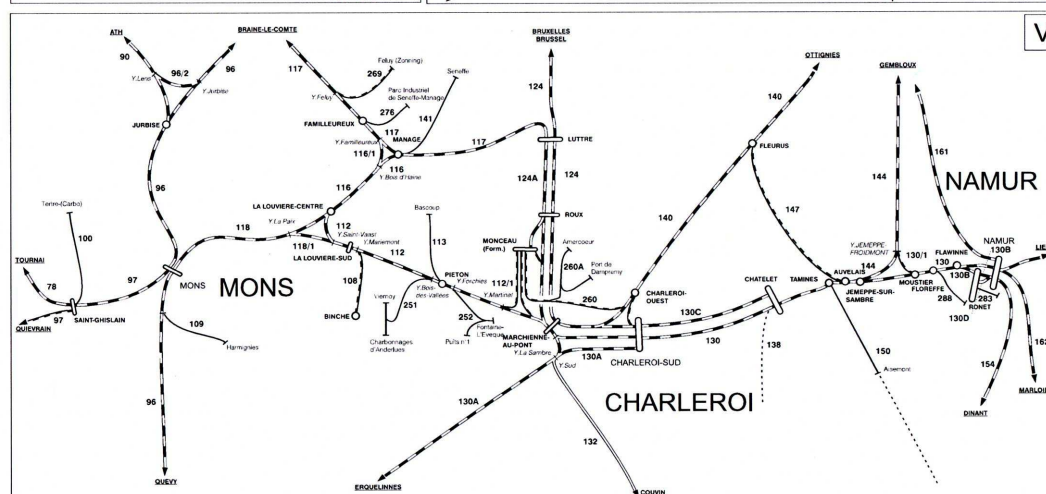 V
ATH
BRAINE-LE-COMTE
BRUXELLES
BRUSSEL
OTTIGNIES
GEMBLOUX
90
96/2
96
Y.Lens
Y.Jurbise
117
269
Feluy (Zoning)
Y.Feluy
Seneffe
Parc Industriel
de Seneffe-Manage
276
141
124
140
JURBISE
FAMILLEUREUX
117
Y.Familleureux
MANAGE
116/1
117
LUTTRE
FLEURUS
161
116
Y.Bois d'Haine
124A
124
144
NAMUR
96
116
Tertre-(Carbo)
100
LA LOUVIERE-CENTRE
Bascoup
ROUX
140
147
118
Y.La Paix
112
Y.Saint-Vaast
Y.Mariemont
118/1
LA LOUVIERE-SUD
112
113
MONCEAU
(Form.)
Amercoeur
260A
Port de
Dampremy
Y.JEMEPPE-
FROIDMONT
FLAWINNE
NAMUR
130B
TOURNAI
78
97
MONS
MONS
PIETON
Y.Forchies
Y.Bois-
des-Vallées
112/1
Y.Martinet
260
CHARLEROI-
OUEST
CHATELET
TAMINES
AUVELAIS
144
130/1
130
130B
LIE
MOUSTIER
FLOREFFE
JEMEPPE-SUR-
SAMBRE
288
RONET
283
130D
97
QUIEVRAIN
SAINT-GHISLAIN
109
Harmignies
108
BINCHE
251
Charbonnages
d'Anderlues
252
Puits n°1
Fontaine-
L'Eveque
MARCHIENNE-
AU-PONT
Y.La Sambre
130C
130
130A
CHARLEROI-SUD
138
Y.Sud
150
Aisemont
154
162
MARLOIE
DINANT
96
130A
CHARLEROI
132
QUEVY
ERQUELINNES
COUVIN